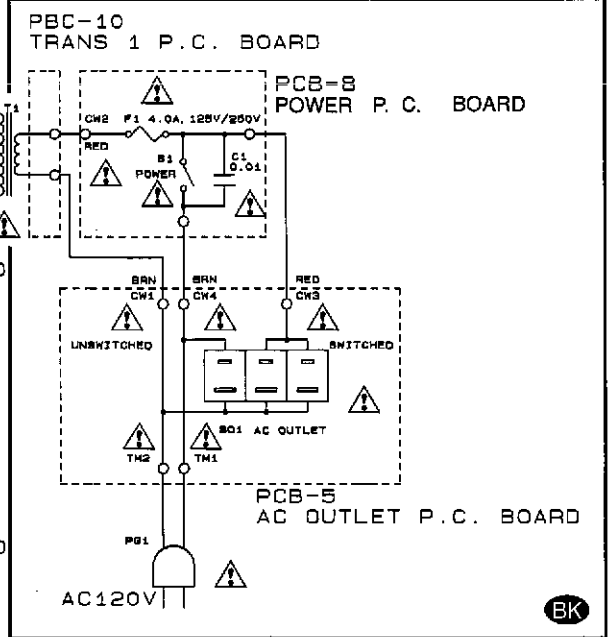 PBC-10
TRANS 1 P.C. BOARD
PCB-8
POWER P. C. BOARD
T1
CW2 F1 4.0A, 125V/250V
RED
S1
POWER
C1
0.01
BRN BRN RED
CW1 CW4 CW3
UNSWITCHED SWITCHED
SO1 AC OUTLET
TM2 TM1
PCB-5
AC OUTLET P.C. BOARD
PG1
AC120V
BK